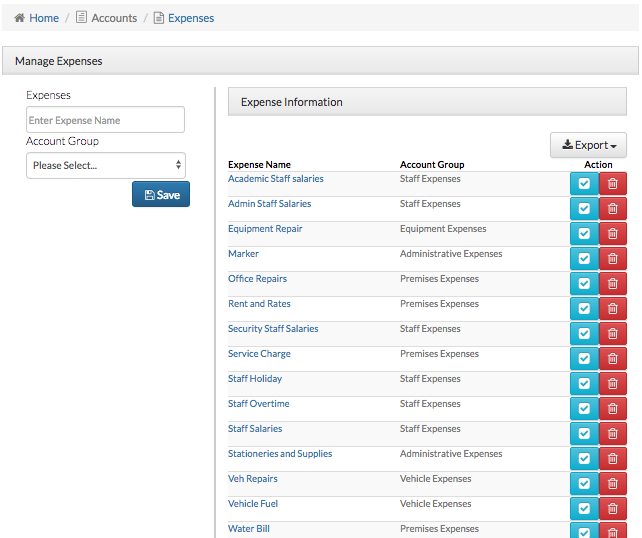 Home / Accounts / Expenses
Manage Expenses
Expenses
Enter Expense Name
Account Group
Please Select...
Save
Expense Information
Export
Expense Name Account Group Action
Academic Staff salaries Staff Expenses
Admin Staff Salaries Staff Expenses
Equipment Repair Equipment Expenses
Marker Administrative Expenses
Office Repairs Premises Expenses
Rent and Rates Premises Expenses
Security Staff Salaries Staff Expenses
Service Charge Premises Expenses
Staff Holiday Staff Expenses
Staff Overtime Staff Expenses
Staff Salaries Staff Expenses
Stationeries and Supplies Administrative Expenses
Veh Repairs Vehicle Expenses
Vehicle Fuel Vehicle Expenses
Water Bill Premises Expenses